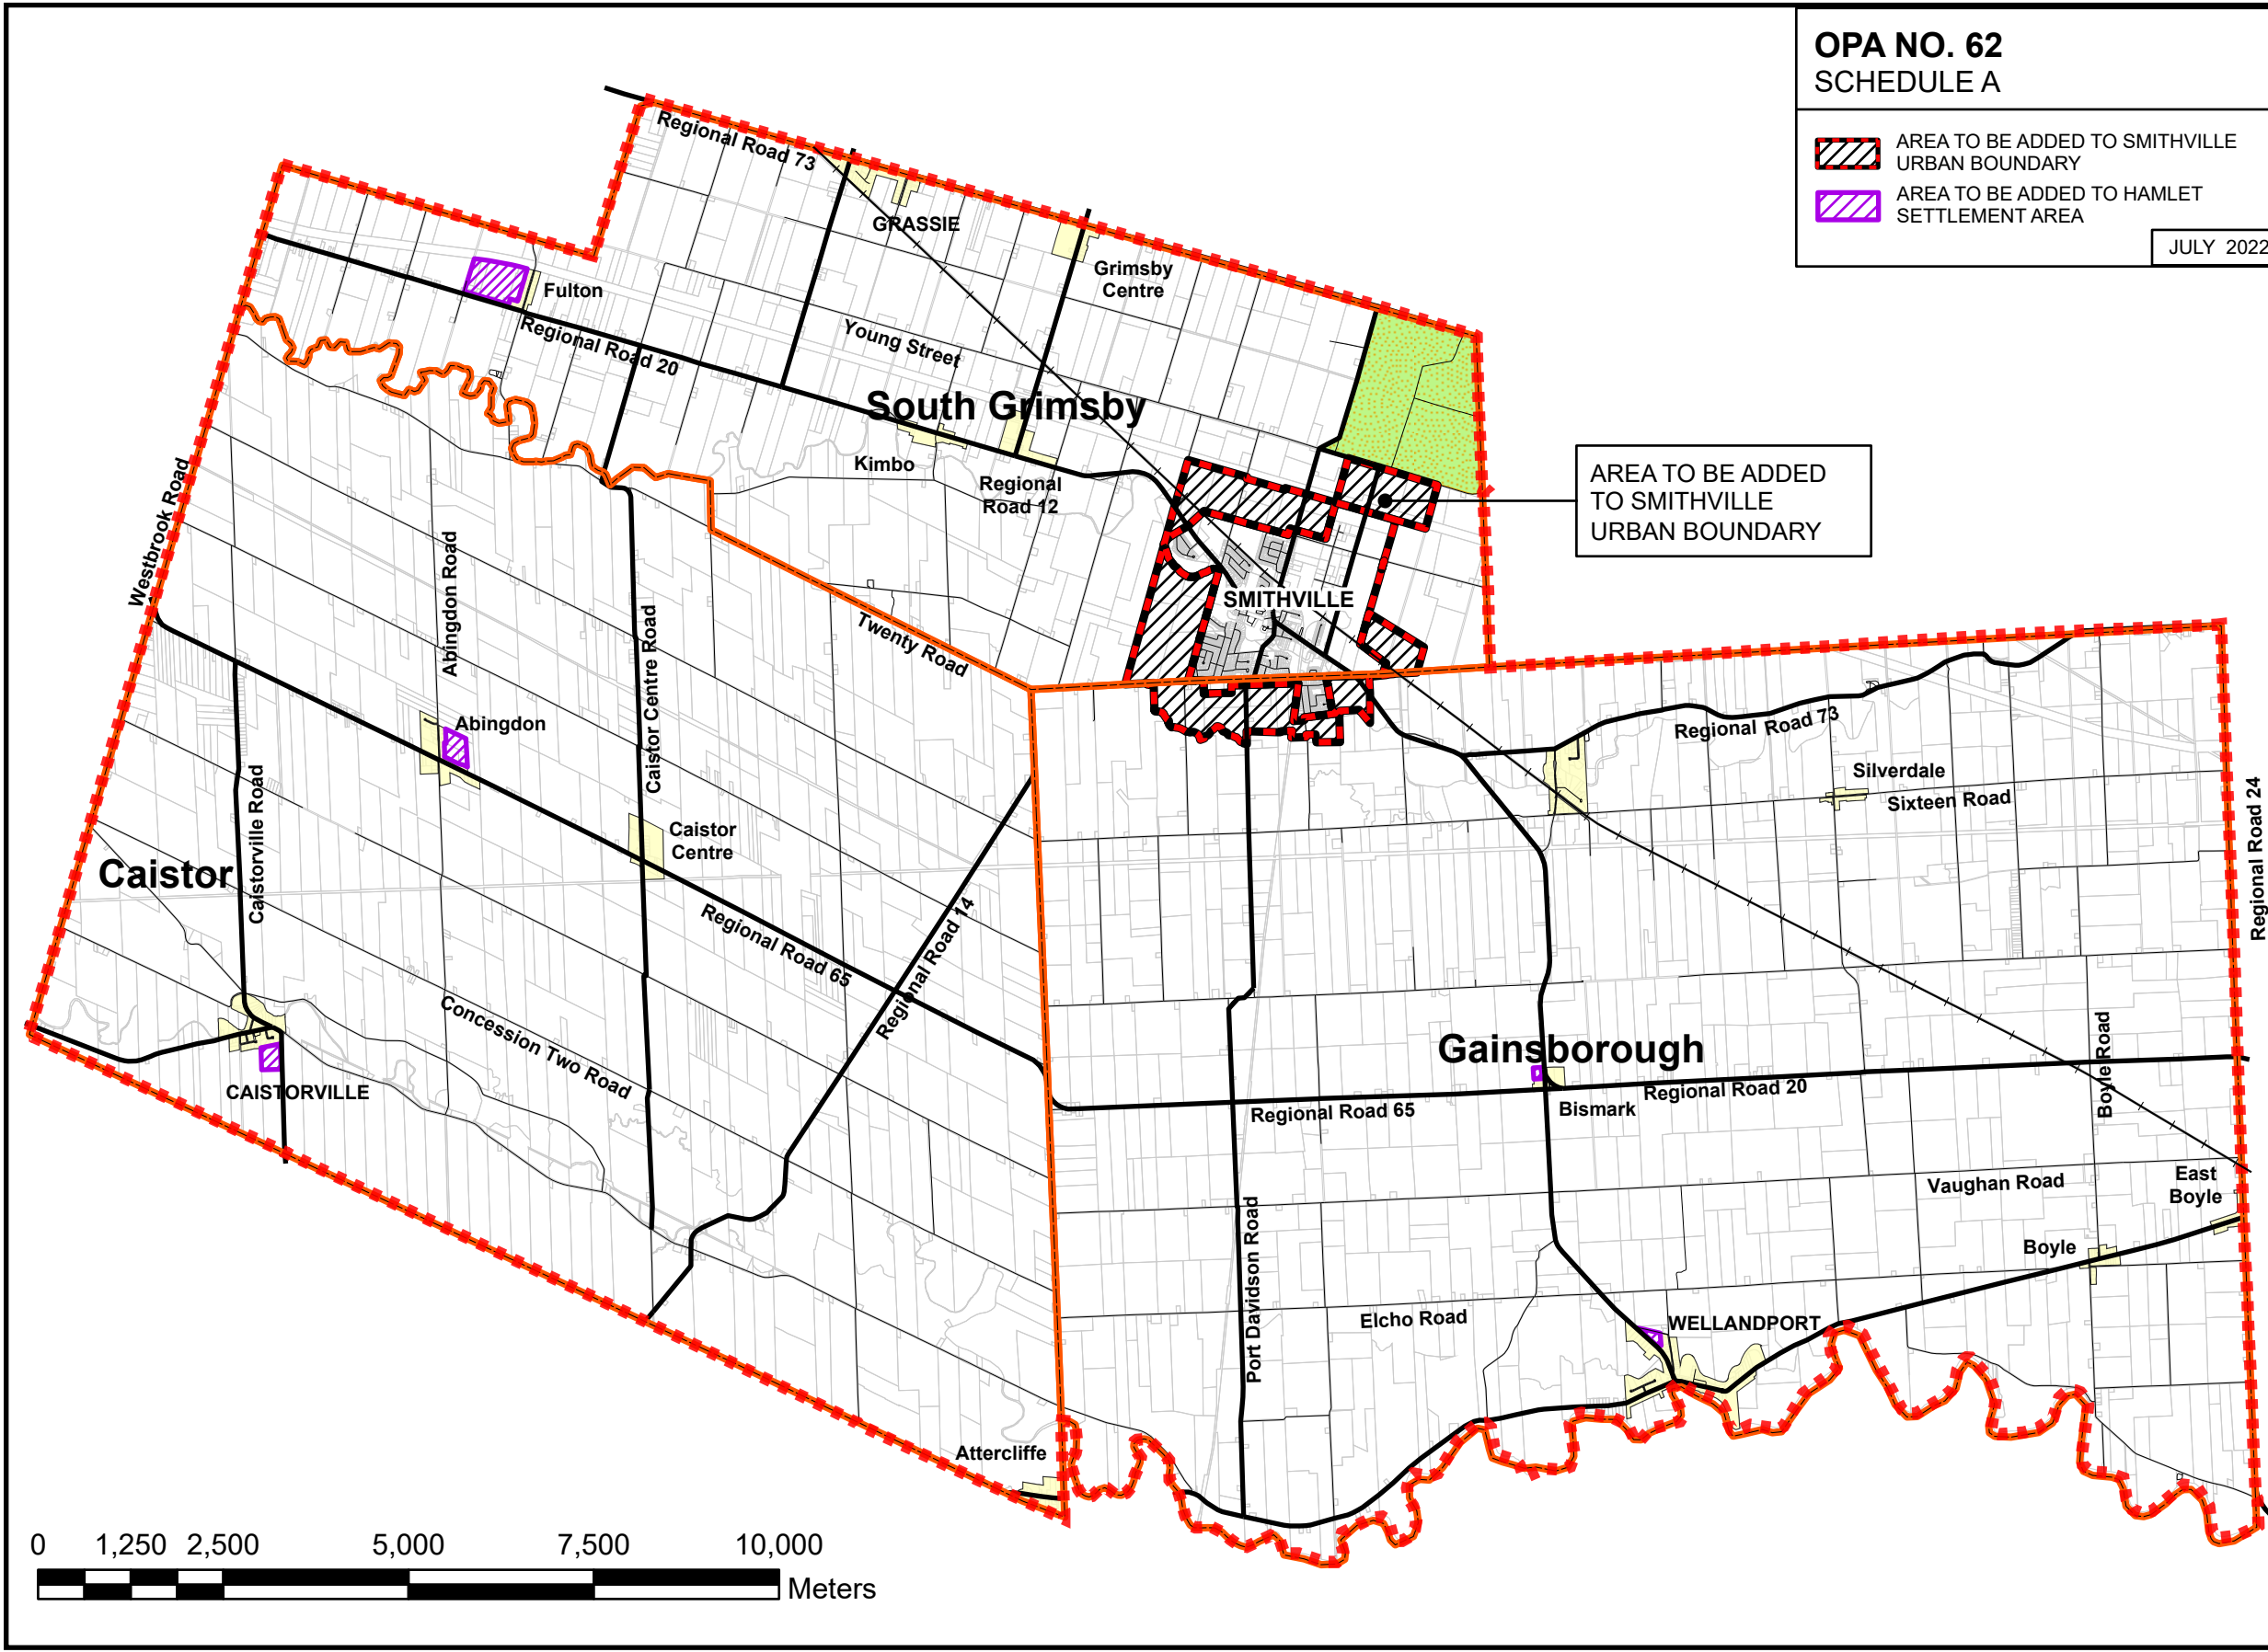 OPA NO. 62
SCHEDULE A
AREA TO BE ADDED TO SMITHVILLE
URBAN BOUNDARY
AREA TO BE ADDED TO HAMLET
SETTLEMENT AREA
JULY 2022
Regional Road 73
GRASSIE
Grimsby
Centre
Fulton
Regional Road 20
Young Street
South Grimsby
Kimbo
Regional
Road 12
AREA TO BE ADDED
TO SMITHVILLE
URBAN BOUNDARY
Westbrook Road
Abingdon Road
Caistor Centre Road
Twenty Road
SMITHVILLE
Abingdon
Regional Road 73
Silverdale
Sixteen Road
Regional Road 24
Caistorville Road
Caistor
Centre
Caistor
Regional Road 65
Regional Road 14
Concession Two Road
CAISTORVILLE
Gainsborough
Boyle Road
Regional Road 65
Bismark
Regional Road 20
Vaughan Road
East
Boyle
Boyle
Port Davidson Road
Elcho Road
WELLANDPORT
Attercliffe
0 1,250 2,500 5,000 7,500 10,000
Meters